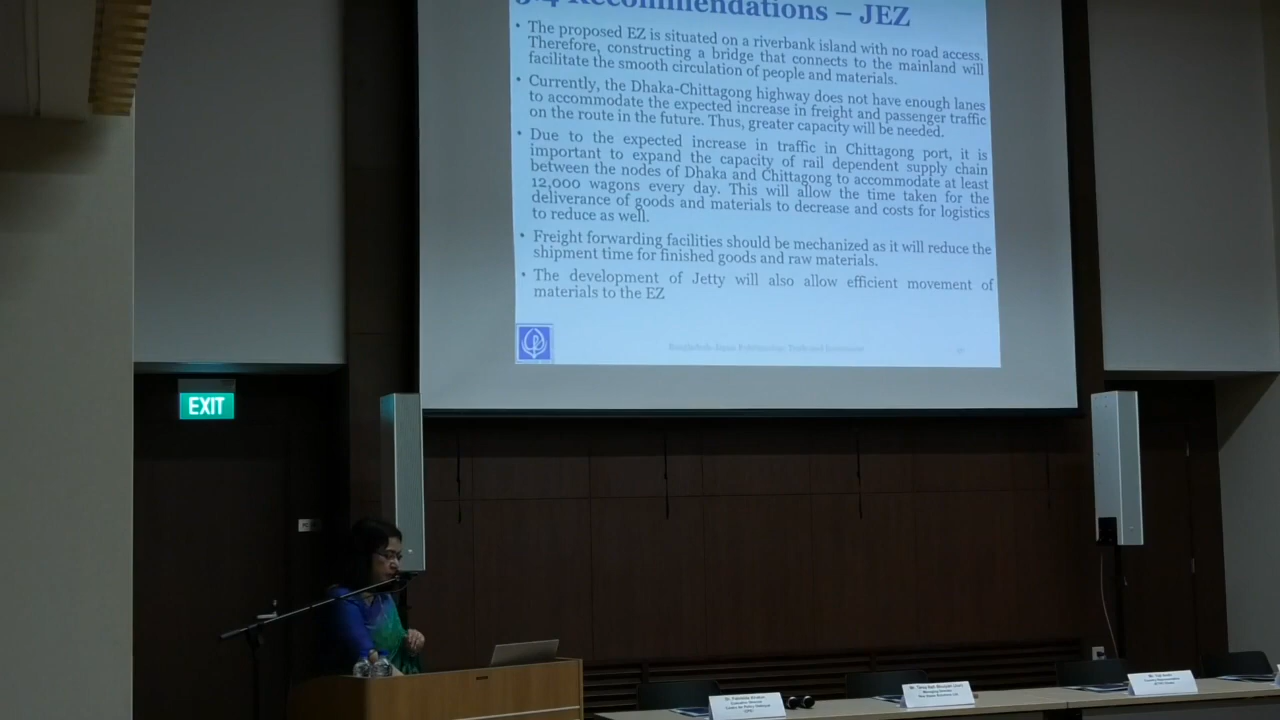 Recommendations – JEZ
• The proposed EZ is situated on a riverbank island with no road access.
Therefore, constructing a bridge that connects to the mainland will
facilitate the smooth circulation of people and materials.
• Currently, the Dhaka-Chittagong highway does not have enough lanes
to accommodate the expected increase in freight and passenger traffic
on the route in the future. Thus, greater capacity will be needed.
• Due to the expected increase in traffic in Chittagong port, it is
important to expand the capacity of rail dependent supply chain
between the nodes of Dhaka and Chittagong to accommodate at least
12,000 wagons every day. This will allow the time taken for the
deliverance of goods and materials to decrease and costs for logistics
to reduce as well.
• Freight forwarding facilities should be mechanized as it will reduce the
shipment time for finished goods and raw materials.
• The development of Jetty will also allow efficient movement of
materials to the EZ
EXIT
Executive Director
Managing Director